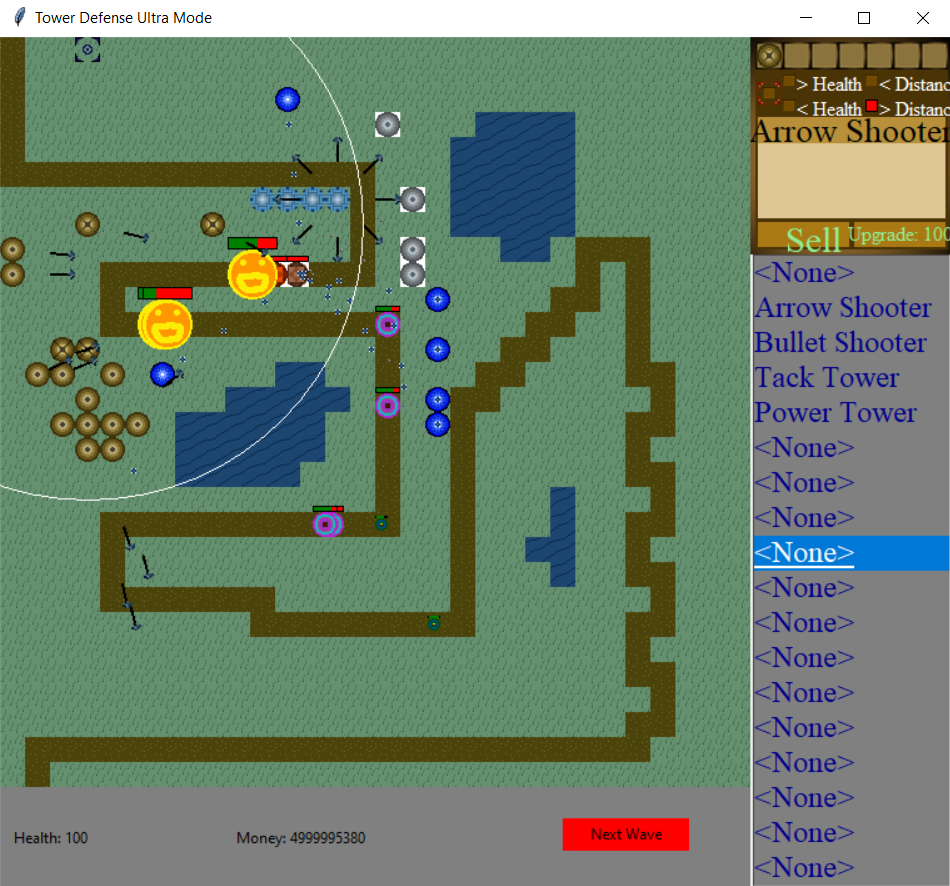 Tower Defense Ultra Mode
> Health < Distanc
< Health > Distanc
Arrow Shooter
Sell Upgrade: 100
<None>
Arrow Shooter
Bullet Shooter
Tack Tower
Power Tower
<None>
<None>
<None>
<None>
<None>
<None>
<None>
<None>
<None>
<None>
<None>
<None>
<None>
Health: 100 Money: 4999995380 Next Wave